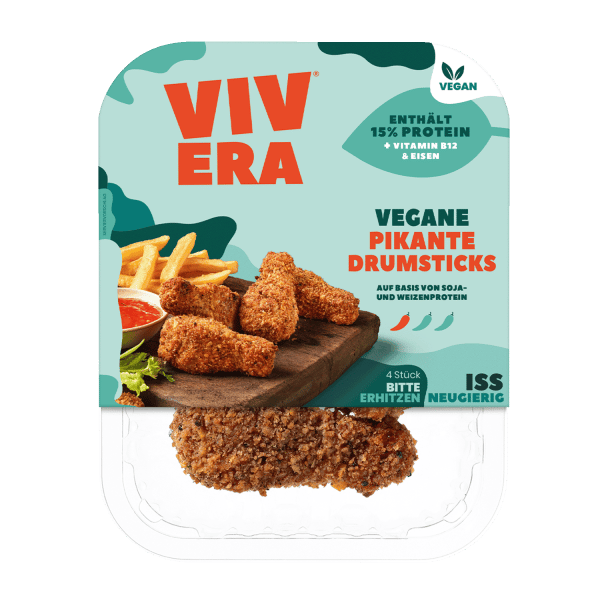 VIV
ERA®
VEGAN
ENTHÄLT
15% PROTEIN
+ VITAMIN B12
& EISEN
VEGANE
PIKANTE
DRUMSTICKS
AUF BASIS VON SOJA-
UND WEIZENPROTEIN
4 Stück
BITTE
ERHITZEN
ISS
NEUGIERIG